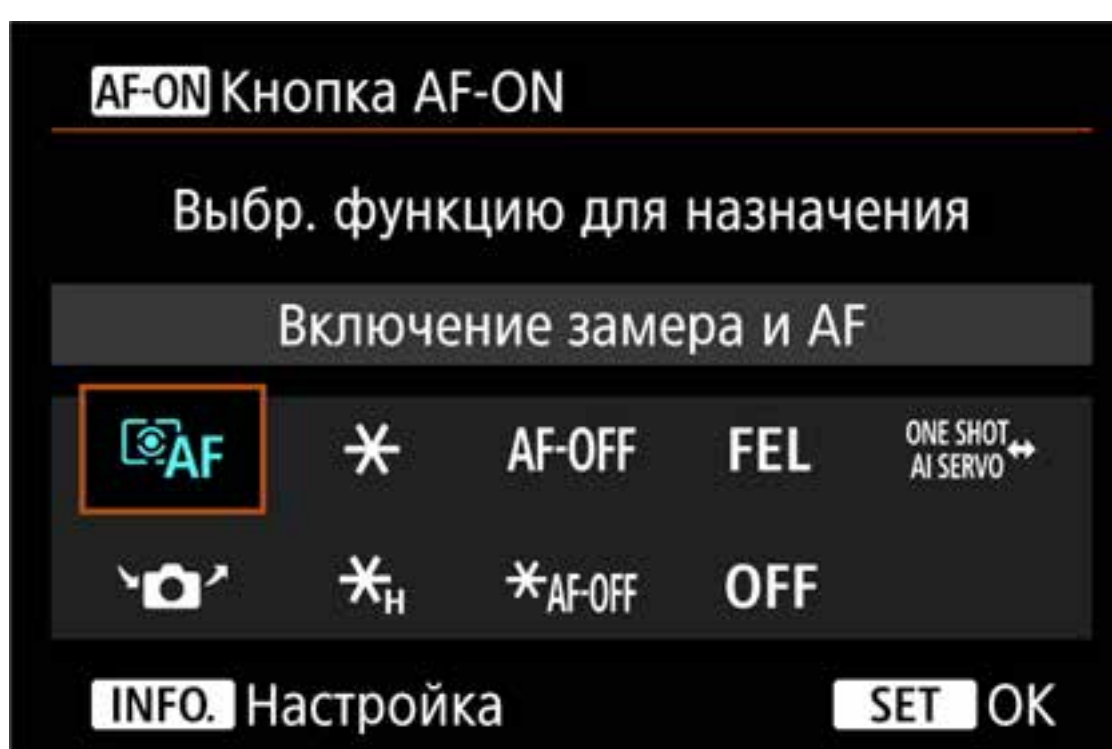 AF-ON Кнопка AF-ON
Выбр. функцию для назначения
Включение замера и AF
AF * AF-OFF FEL ONE SHOT AI SERVO
*H *AF-OFF OFF
INFO. Настройка SET OK